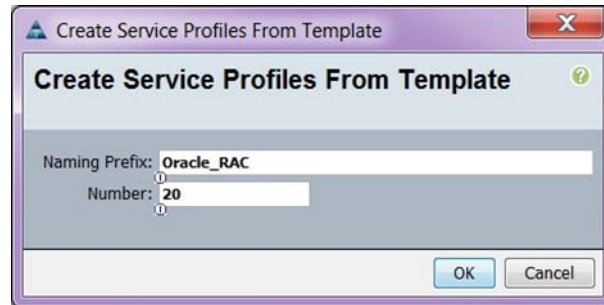 Create Service Profiles From Template
Create Service Profiles From Template
Naming Prefix: Oracle_RAC
Number: 20
OK Cancel